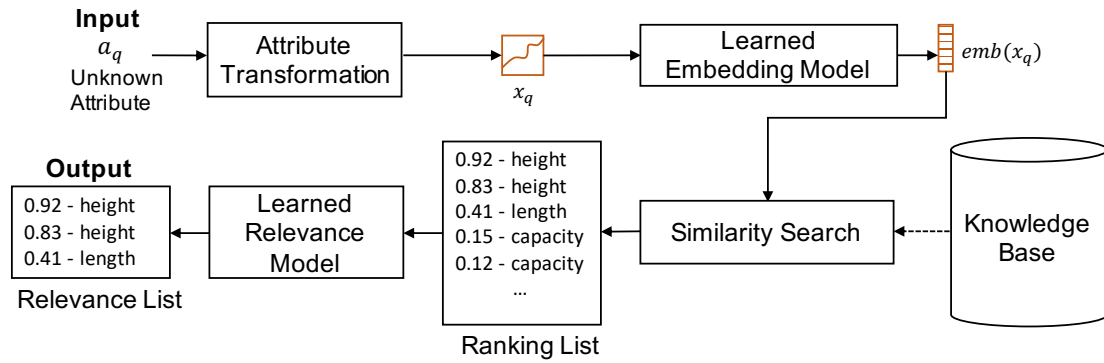 Input
a_q
Unknown
Attribute
Attribute
Transformation
x_q
Learned
Embedding Model
emb(x_q)
Output
0.92 - height
0.83 - height
0.41 - length
Relevance List
Learned
Relevance
Model
0.92 - height
0.83 - height
0.41 - length
0.15 - capacity
0.12 - capacity
...
Ranking List
Similarity Search
Knowledge
Base